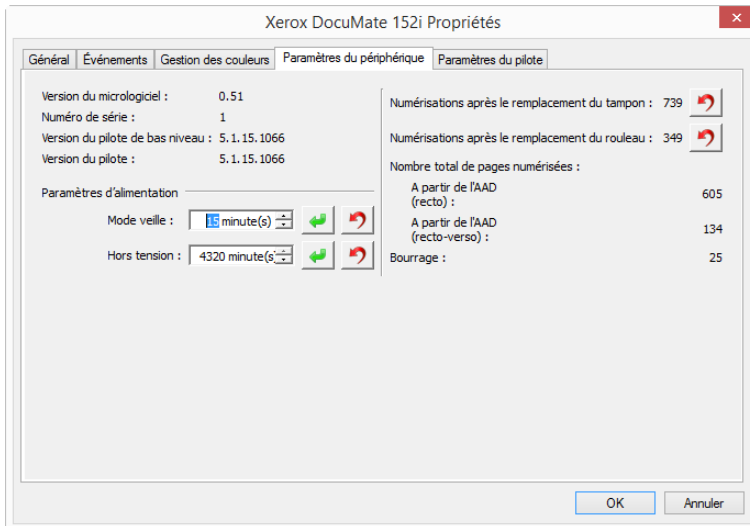 Xerox DocuMate 152i Propriétés
Général Événements Gestion des couleurs Paramètres du périphérique Paramètres du pilote
Version du micrologiciel : 0.51
Numéro de série : 1
Version du pilote de bas niveau : 5.1.15.1066
Version du pilote : 5.1.15.1066
Paramètres d'alimentation
Mode veille : 15 minute(s)
Hors tension : 4320 minute(s
Numérisations après le remplacement du tampon : 739
Numérisations après le remplacement du rouleau : 349
Nombre total de pages numérisées :
A partir de l'AAD
(recto) : 605
A partir de l'AAD
(recto-verso) : 134
Bourrage : 25
OK Annuler